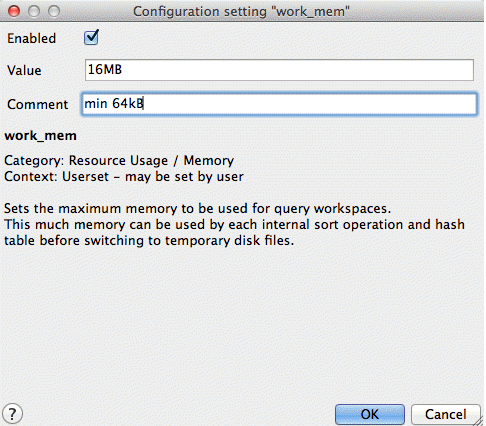 Configuration setting "work_mem"
Enabled
Value 16MB
Comment min 64kB
work_mem
Category: Resource Usage / Memory
Context: Userset - may be set by user
Sets the maximum memory to be used for query workspaces.
This much memory can be used by each internal sort operation and hash
table before switching to temporary disk files.
? OK Cancel